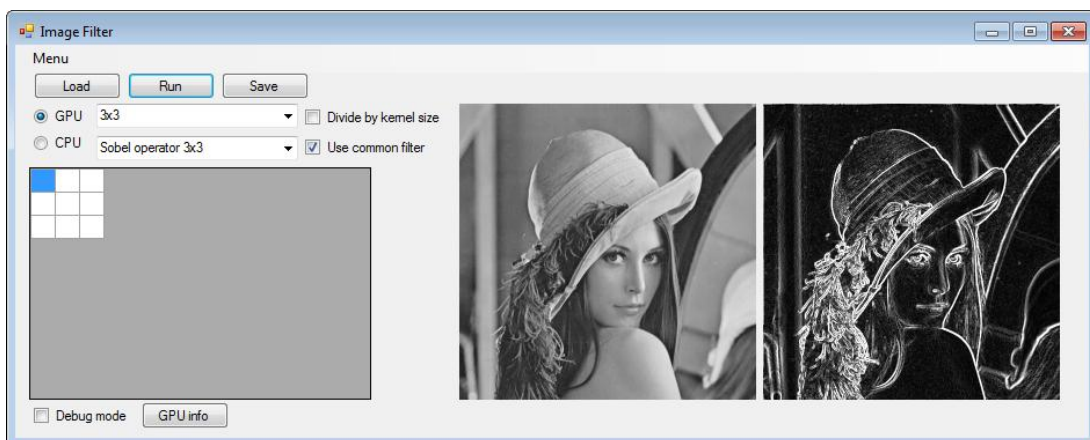 Image Filter
Menu
Load Run Save
GPU 3x3 Divide by kernel size
CPU Sobel operator 3x3 Use common filter
Debug mode GPU info